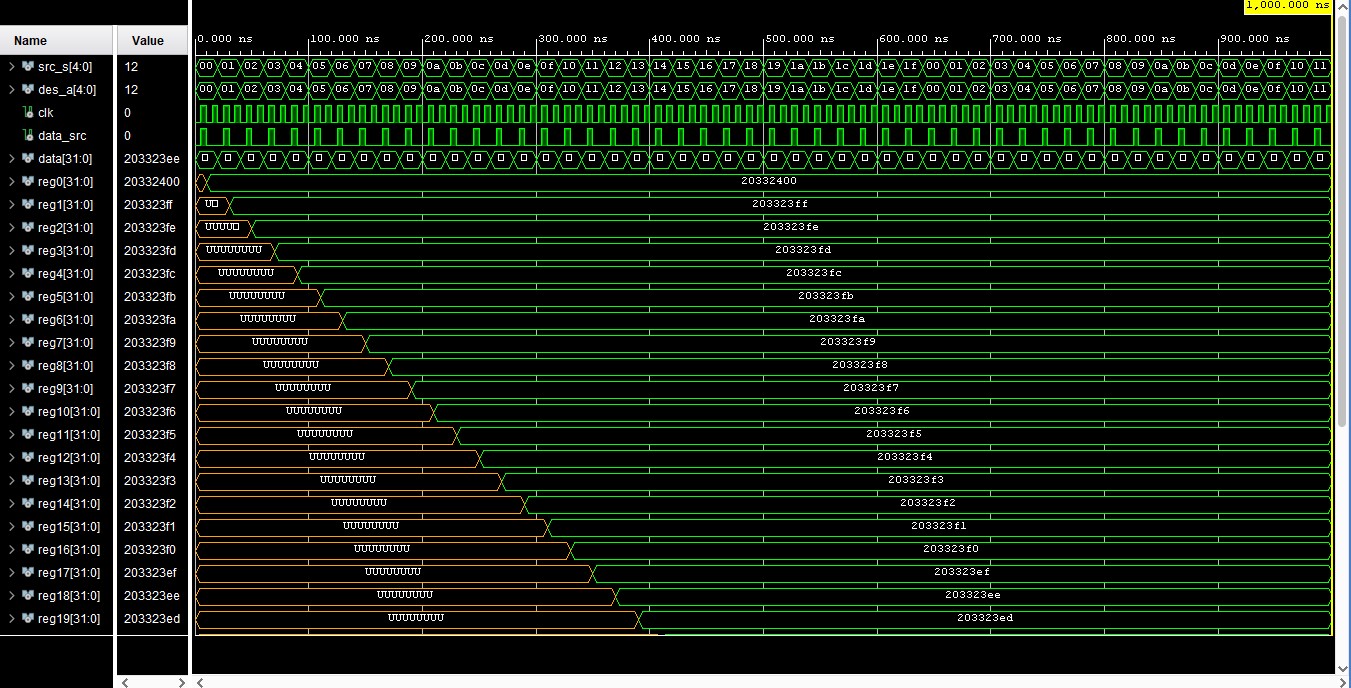 1,000.000 ns
Name Value 0.000 ns 100.000 ns 200.000 ns 300.000 ns 400.000 ns 500.000 ns 600.000 ns 700.000 ns 800.000 ns 900.000 ns
src_s[4:0] 12 00 01 02 03 04 05 06 07 08 09 0a 0b 0c 0d 0e 0f 10 11 12 13 14 15 16 17 18 19 1a 1b 1c 1d 1e 1f 00 01 02 03 04 05 06 07 08 09 0a 0b 0c 0d 0e 0f 10 11
des_a[4:0] 12 00 01 02 03 04 05 06 07 08 09 0a 0b 0c 0d 0e 0f 10 11 12 13 14 15 16 17 18 19 1a 1b 1c 1d 1e 1f 00 01 02 03 04 05 06 07 08 09 0a 0b 0c 0d 0e 0f 10 11
clk 0
data_src 0
data[31:0] 203323ee
reg0[31:0] 20332400 20332400
reg1[31:0] 203323ff U 203323ff
reg2[31:0] 203323fe UUUU 203323fe
reg3[31:0] 203323fd UUUUUUUU 203323fd
reg4[31:0] 203323fc UUUUUUUU 203323fc
reg5[31:0] 203323fb UUUUUUUU 203323fb
reg6[31:0] 203323fa UUUUUUUU 203323fa
reg7[31:0] 203323f9 UUUUUUUU 203323f9
reg8[31:0] 203323f8 UUUUUUUU 203323f8
reg9[31:0] 203323f7 UUUUUUUU 203323f7
reg10[31:0] 203323f6 UUUUUUUU 203323f6
reg11[31:0] 203323f5 UUUUUUUU 203323f5
reg12[31:0] 203323f4 UUUUUUUU 203323f4
reg13[31:0] 203323f3 UUUUUUUU 203323f3
reg14[31:0] 203323f2 UUUUUUUU 203323f2
reg15[31:0] 203323f1 UUUUUUUU 203323f1
reg16[31:0] 203323f0 UUUUUUUU 203323f0
reg17[31:0] 203323ef UUUUUUUU 203323ef
reg18[31:0] 203323ee UUUUUUUU 203323ee
reg19[31:0] 203323ed UUUUUUUU 203323ed